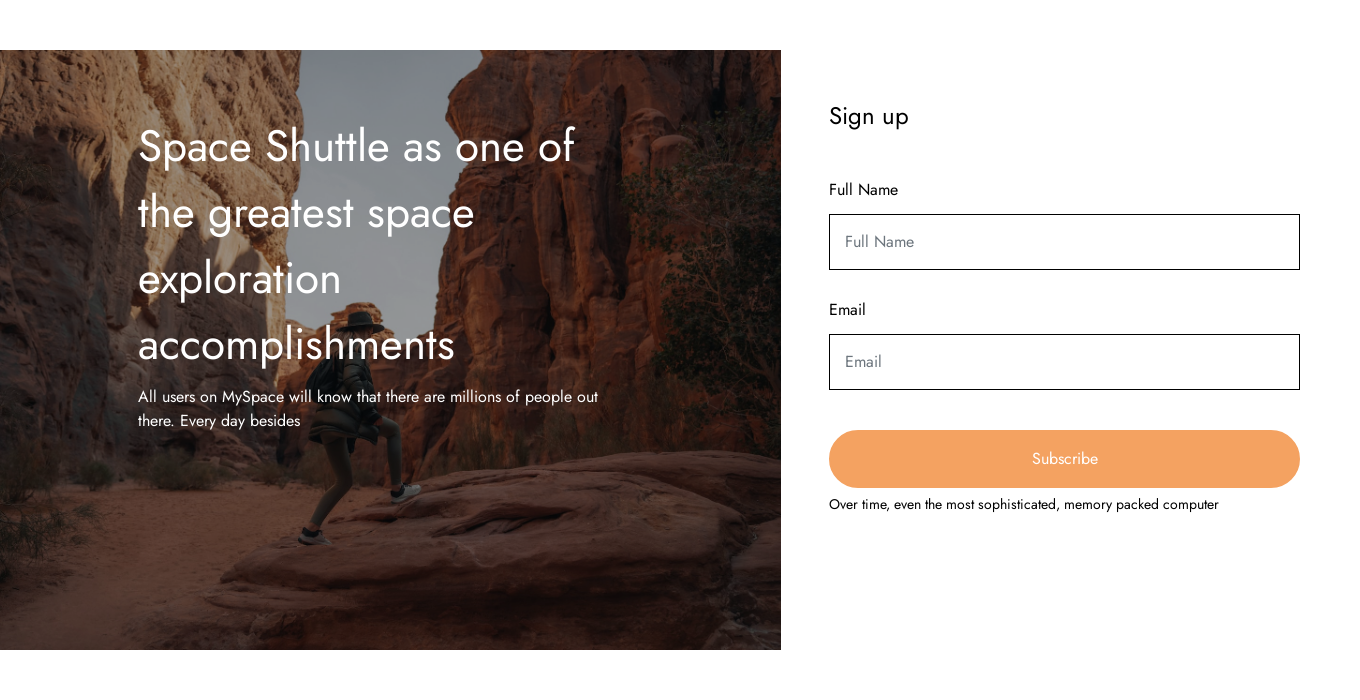 Space Shuttle as one of
the greatest space
exploration
accomplishments
All users on MySpace will know that there are millions of people out
there. Every day besides
Sign up
Full Name
Full Name
Email
Email
Subscribe
Over time, even the most sophisticated, memory packed computer